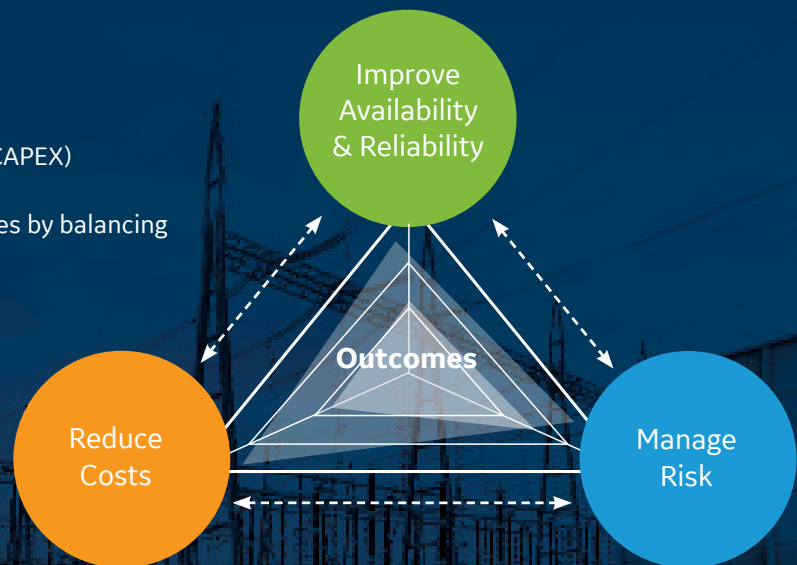 Improve
Availability
& Reliability
CAPEX)
es by balancing
Outcomes
Reduce
Costs
Manage
Risk